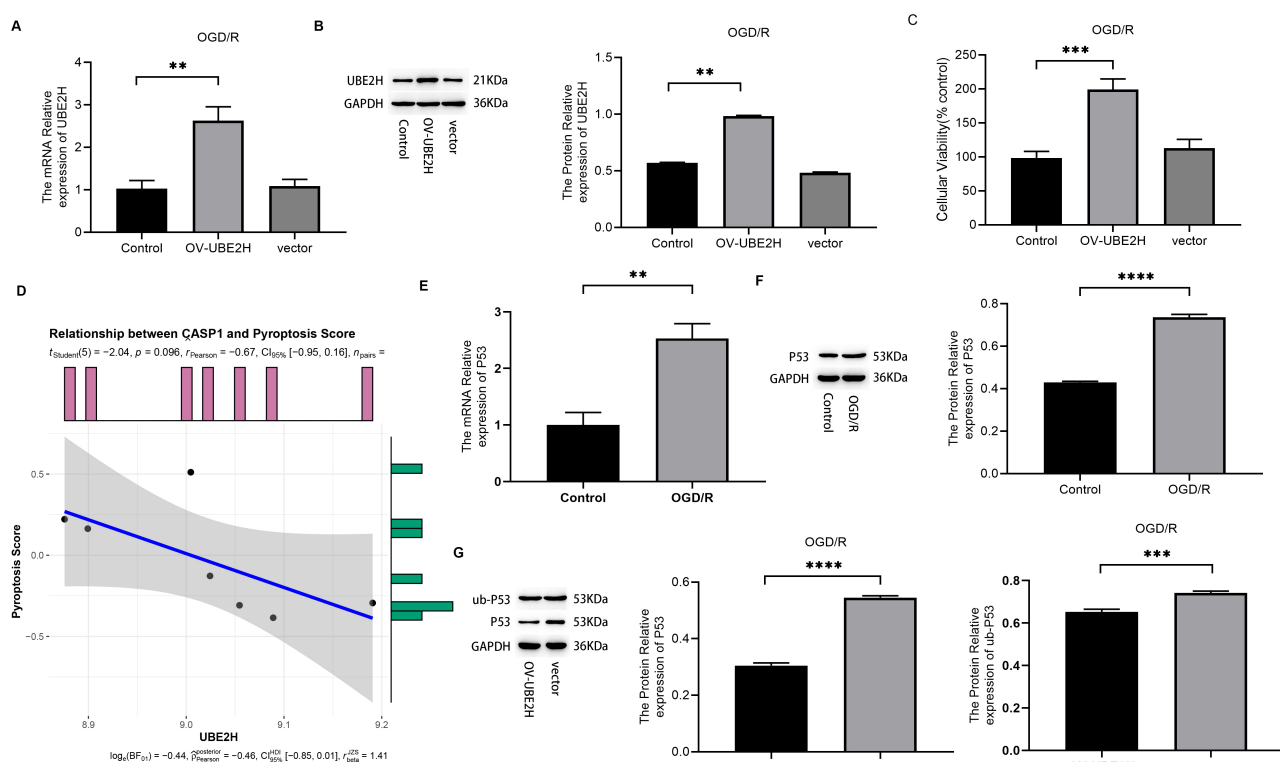 A
OGD/R
**
The mRNA Relative
expression of UBE2H
4
3
2
1
0
Control
OV-UBE2H
vector
B
UBE2H
21KDa
GAPDH
36KDa
Control
OV-UBE2H
vector
OGD/R
**
The Protein Relative
expression of UBE2H
1.5
1.0
0.5
0.0
Control
OV-UBE2H
vector
C
OGD/R
***
Cellular Viability(% control)
250
200
150
100
50
0
Control
OV-UBE2H
vector
D
Relationship between CASP1 and Pyroptosis Score
tStudent(5) = −2.04, p = 0.096, r̂Pearson = −0.67, CI95% [−0.95, 0.16], npairs =
Pyroptosis Score
0.5
0.0
−0.5
8.9
9.0
9.1
9.2
UBE2H
loge(BF01) = −0.44, ρ̂posterior Pearson = −0.46, CIHDI 95% [−0.85, 0.01], rJZS beta = 1.41
E
**
The mRNA Relative
expression of P53
3
2
1
0
Control
OGD/R
F
P53
53KDa
GAPDH
36KDa
Control
OGD/R
****
The Protein Relative
expression of P53
0.8
0.6
0.4
0.2
0.0
Control
OGD/R
G
ub-P53
53KDa
P53
53KDa
GAPDH
36KDa
OV-UBE2H
vector
OGD/R
****
The Protein Relative
expression of P53
0.6
0.4
0.2
0.0
OGD/R
***
The Protein Relative
expression of ub-P53
0.8
0.6
0.4
0.2
0.0